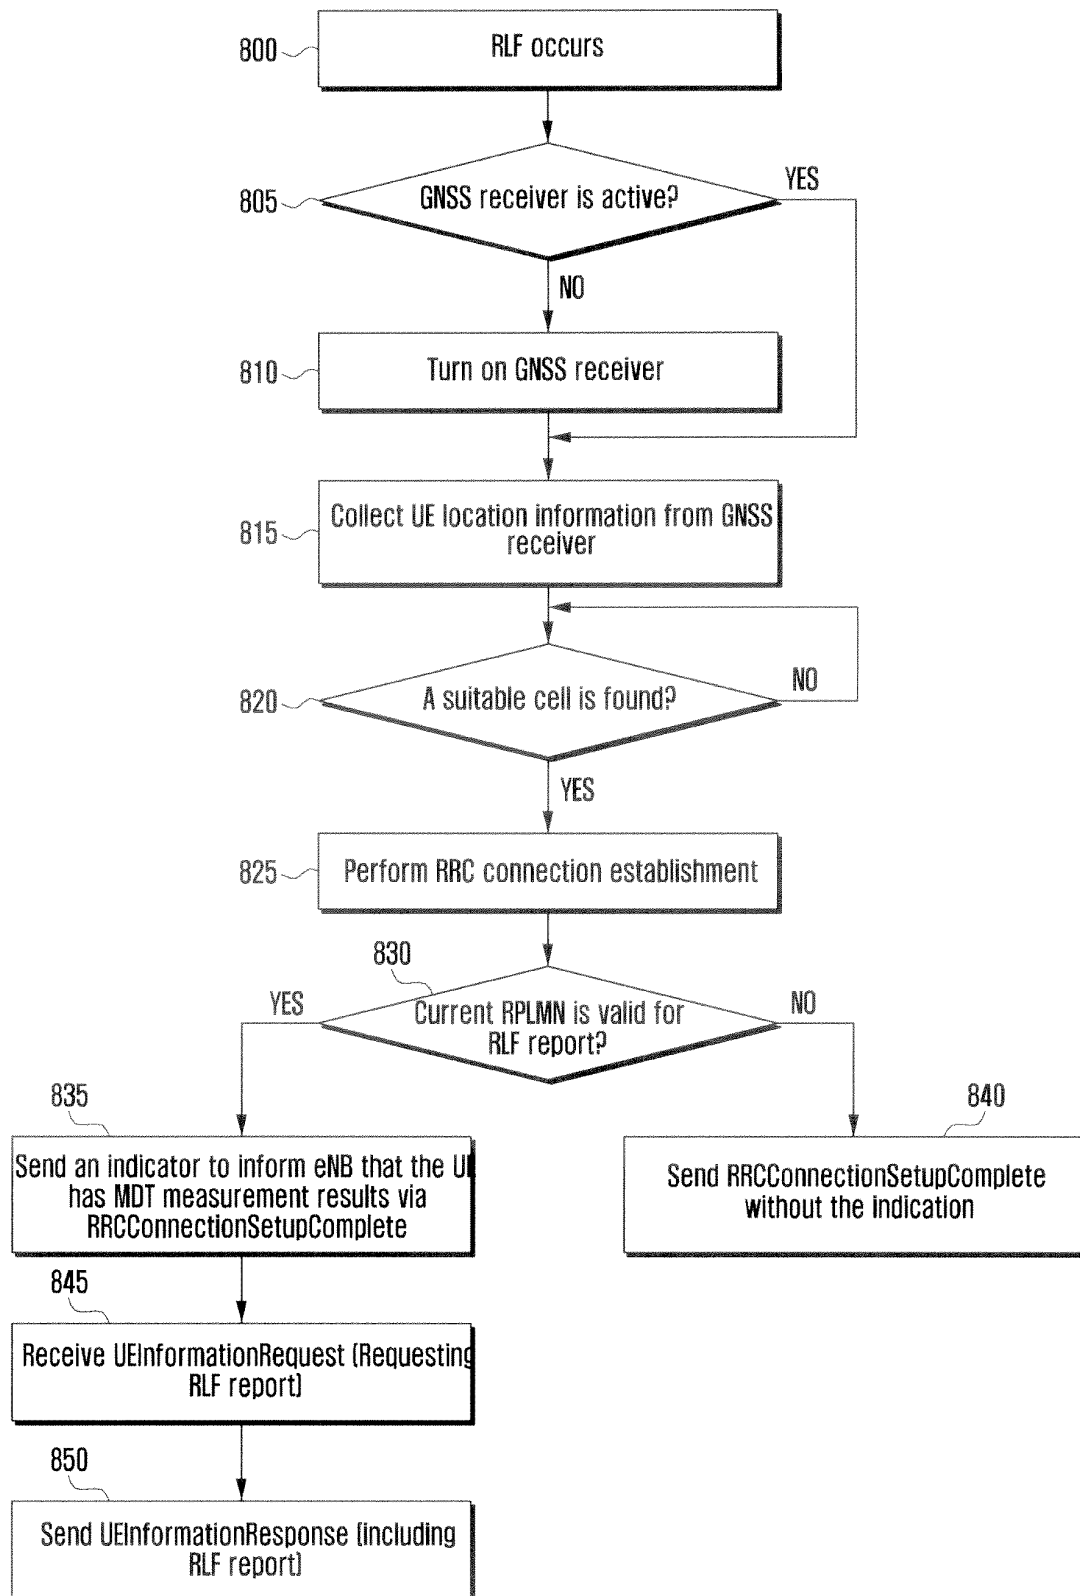 800
RLF occurs
805
GNSS receiver is active?
YES
NO
810
Turn on GNSS receiver
815
Collect UE location information from GNSS
receiver
820
A suitable cell is found?
NO
YES
825
Perform RRC connection establishment
830
YES
Current RPLMN is valid for
RLF report?
NO
835
Send an indicator to inform eNB that the UE
has MDT measurement results via
RRCConnectionSetupComplete
840
Send RRCConnectionSetupComplete
without the indication
845
Receive UEInformationRequest (Requesting
RLF report)
850
Send UEInformationResponse (including
RLF report)